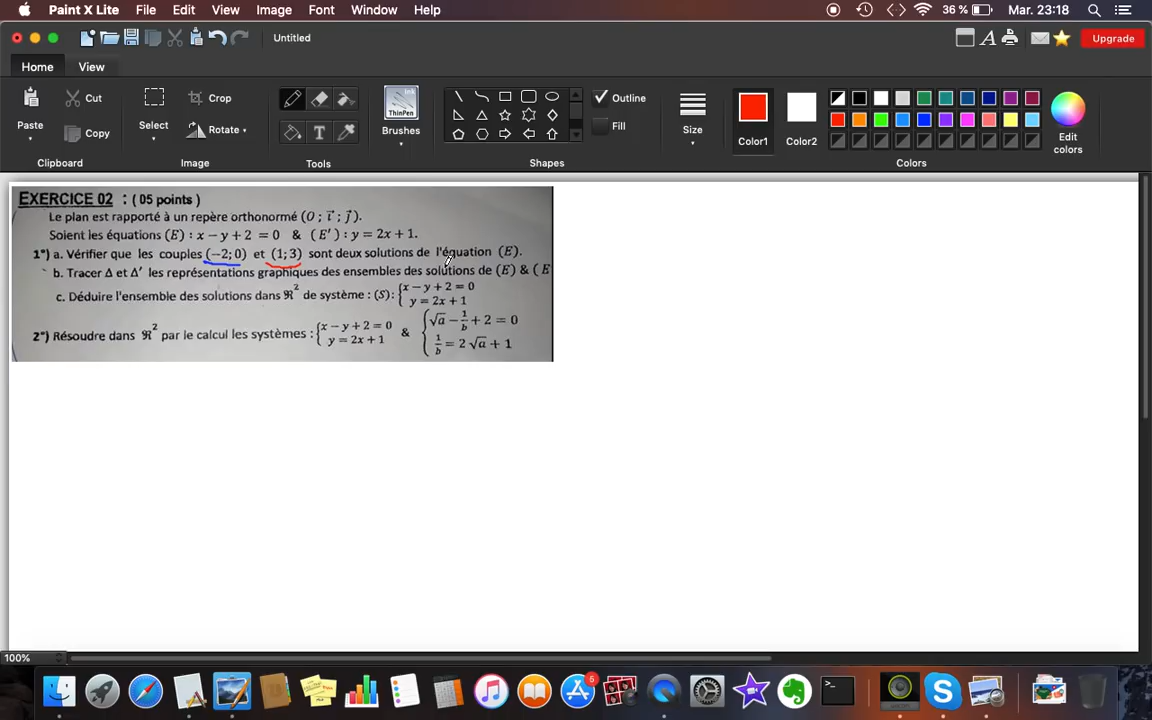 Paint X Lite File Edit View Image Font Window Help 36 % Mar. 23:18
Untitled
Upgrade
Home View
Paste Cut Copy Select Crop Rotate Ink ThinPen Brushes Outline Fill Size Color1 Color2 Edit colors
Clipboard Image Tools Shapes Colors
EXERCICE 02 : ( 05 points )
Le plan est rapporté à un repère orthonormé (O ; i⃗ ; j⃗).
Soient les équations (E) : x − y + 2 = 0 & (E′) : y = 2x + 1.
1°) a. Vérifier que les couples (−2; 0) et (1; 3) sont deux solutions de l'équation (E).
b. Tracer Δ et Δ′ les représentations graphiques des ensembles des solutions de (E) & ( E
c. Déduire l'ensemble des solutions dans ℜ² de système : (S): { x − y + 2 = 0
y = 2x + 1
2°) Résoudre dans ℜ² par le calcul les systèmes : { x − y + 2 = 0 & { √a − 1/b + 2 = 0
y = 2x + 1 1/b = 2 √a + 1
100%
6
>_